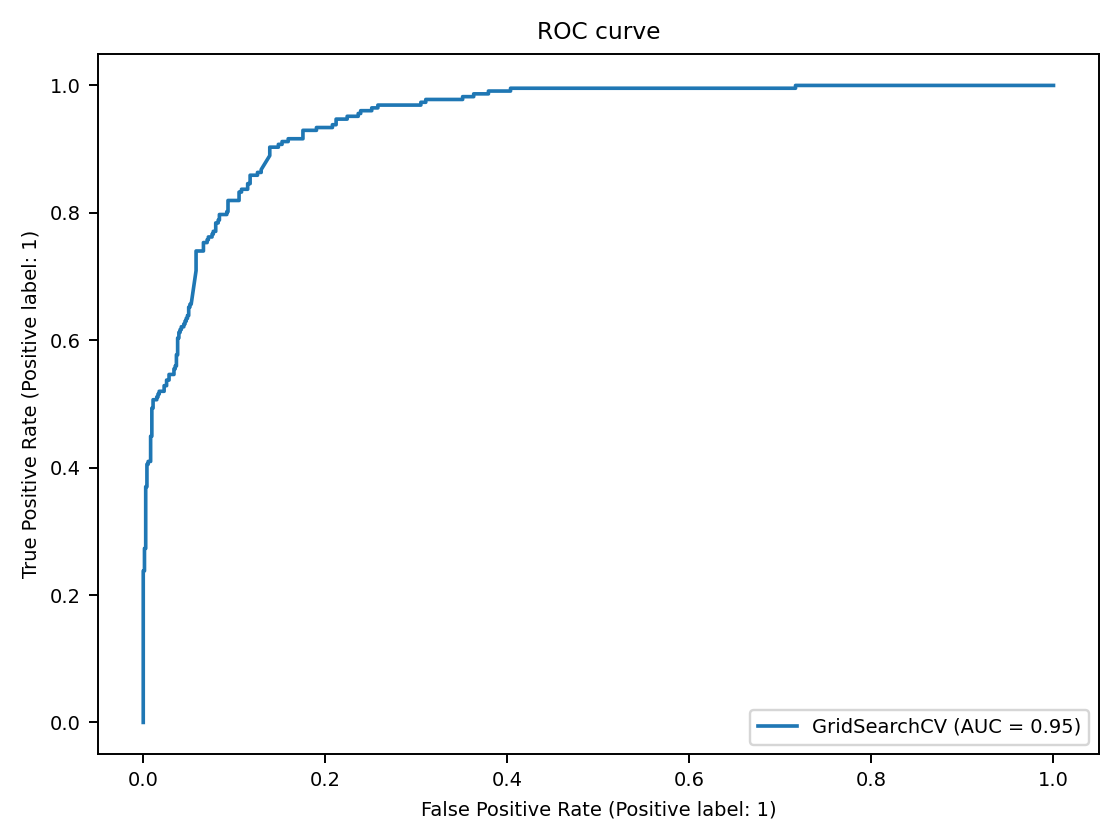 ROC curve
1.0
0.8
0.6
0.4
0.2
0.0
True Positive Rate (Positive label: 1)
GridSearchCV (AUC = 0.95)
0.0 0.2 0.4 0.6 0.8 1.0
False Positive Rate (Positive label: 1)